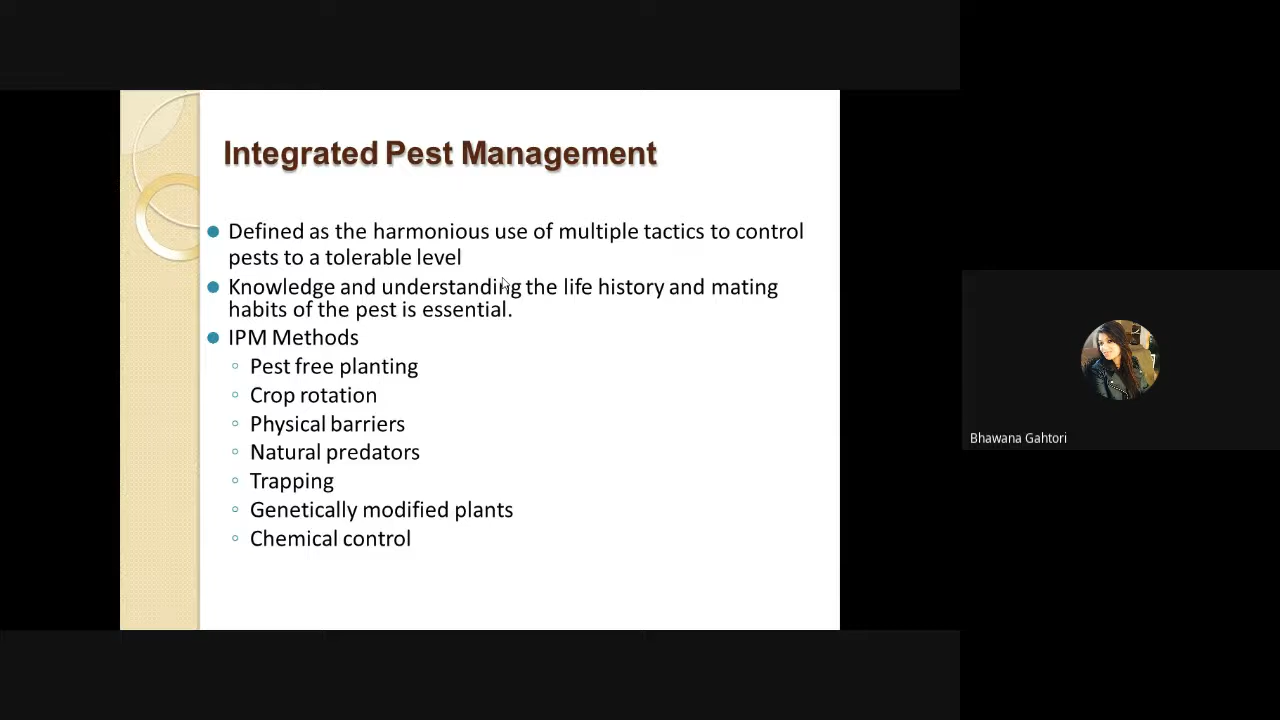 Integrated Pest Management
Defined as the harmonious use of multiple tactics to control
pests to a tolerable level
Knowledge and understanding the life history and mating
habits of the pest is essential.
IPM Methods
Pest free planting
Crop rotation
Physical barriers
Natural predators
Trapping
Genetically modified plants
Chemical control
Bhawana Gahtori